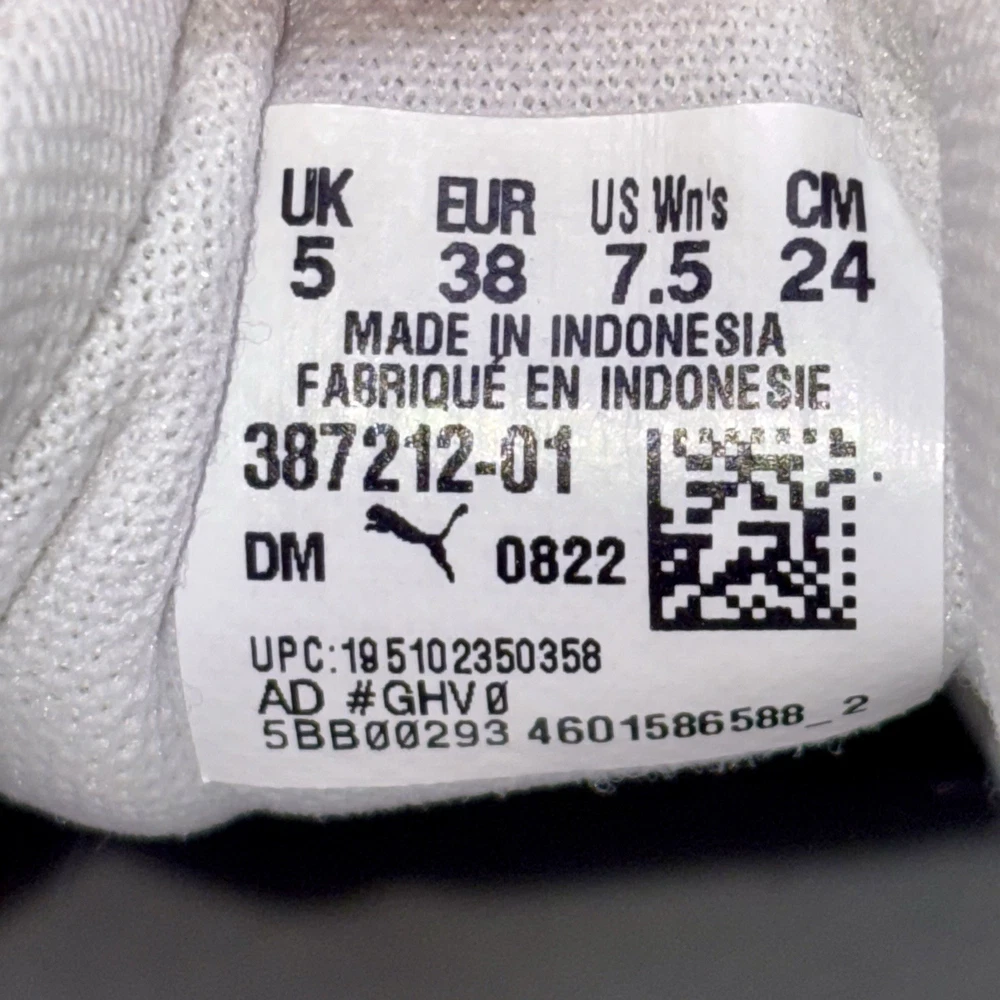 UK EUR US Wn's CM
5 38 7.5 24
MADE IN INDONESIA
FABRIQUÉ EN INDONESIE
387212-01
DM 0822
UPC:195102350358
AD #GHV0
5BB00293 4601586588_2